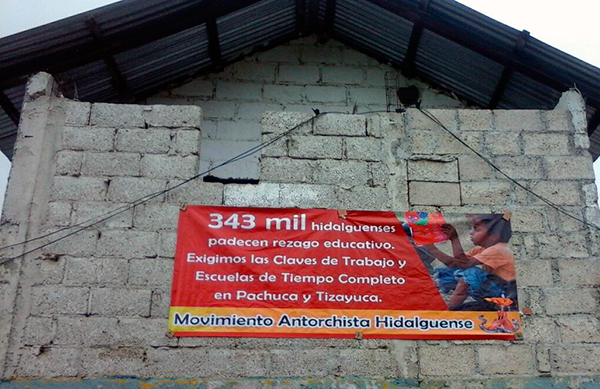 343 mil hidalguenses
padecen rezago educativo.
Exigimos las Claves de Trabajo y
Escuelas de Tiempo Completo
en Pachuca y Tizayuca.
Movimiento Antorchista Hidalguense